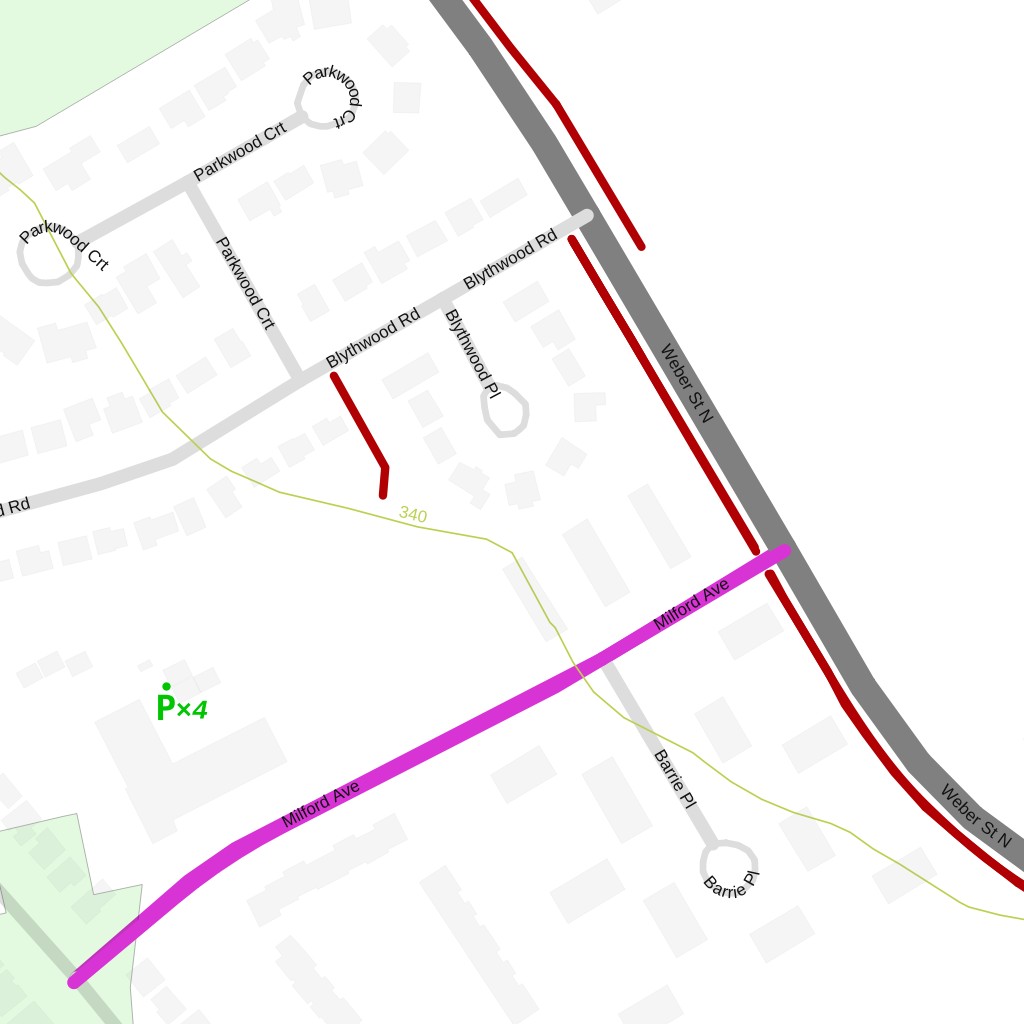 Parkwood Crt
Parkwood Crt
Parkwood Crt
Parkwood Crt
Blythwood Rd
Blythwood Rd
Blythwood Pl
Weber St N
d Rd
340
Milford Ave
P×4
Barrie Pl
Milford Ave
Weber St N
Barrie Pl